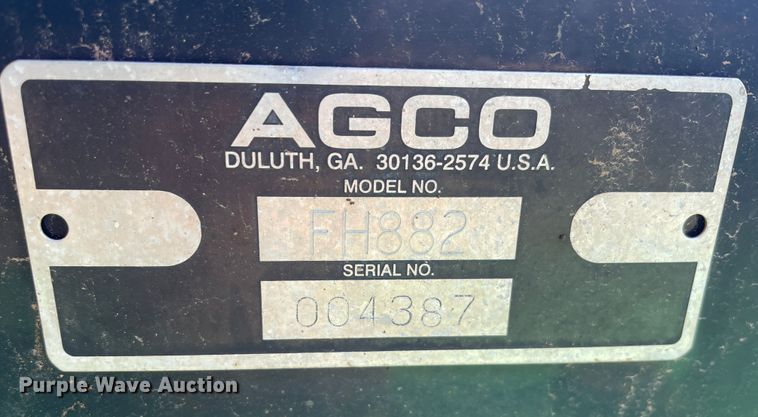 AGCO
DULUTH, GA. 30136-2574 U.S.A.
MODEL NO.
FH882
SERIAL NO.
004387
Purple Wave Auction